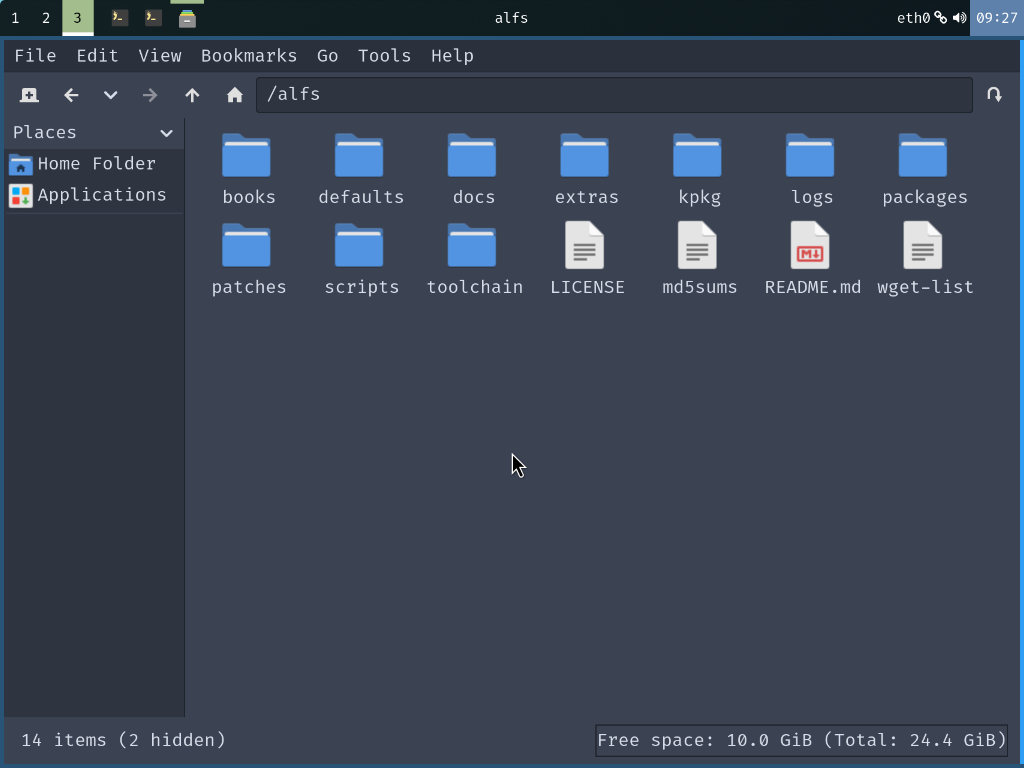 1 2 3 alfs eth0 09:27
File Edit View Bookmarks Go Tools Help
/alfs
Places
Home Folder
Applications
books defaults docs extras kpkg logs packages
patches scripts toolchain LICENSE md5sums README.md wget-list
14 items (2 hidden) Free space: 10.0 GiB (Total: 24.4 GiB)